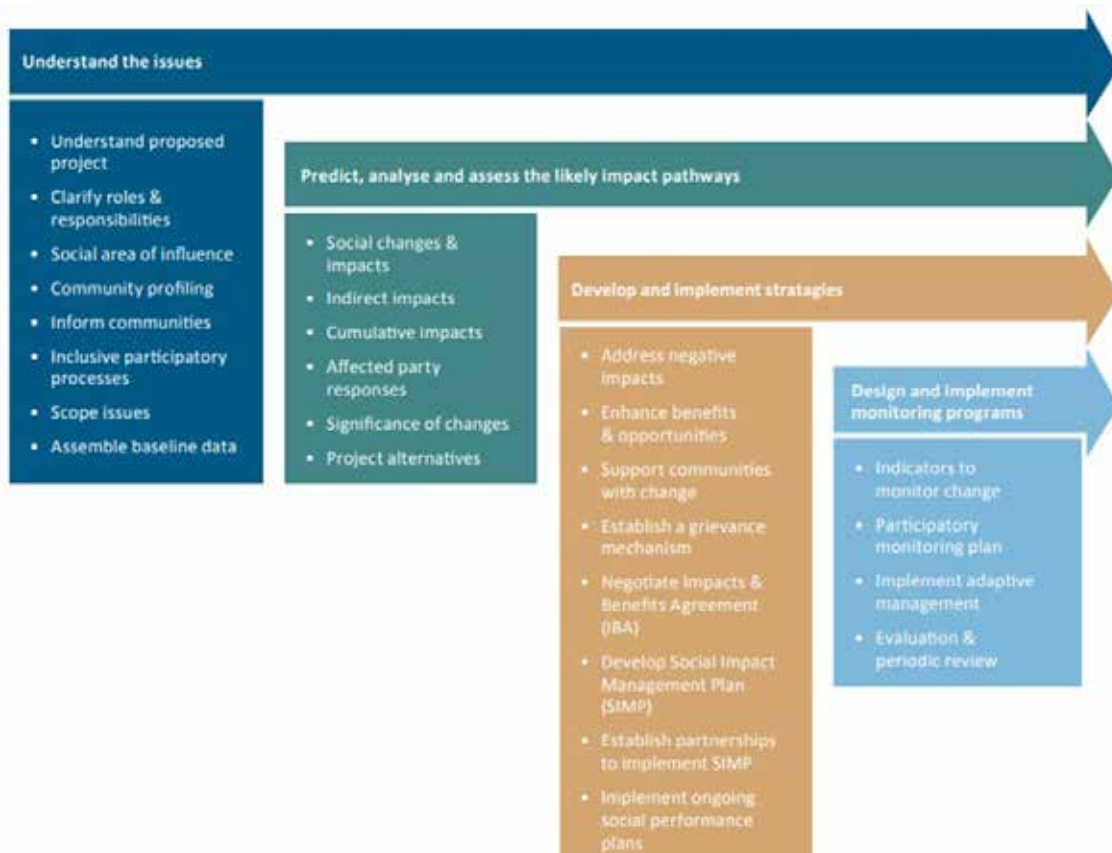 Understand the issues
• Understand proposed
project
• Clarify roles &
responsibilities
• Social area of influence
• Community profiling
• Inform communities
• Inclusive participatory
processes
• Scope issues
• Assemble baseline data
Predict, analyse and assess the likely impact pathways
• Social changes &
impacts
• Indirect impacts
• Cumulative impacts
• Affected party
responses
• Significance of changes
• Project alternatives
Develop and implement stratagies
• Address negative
impacts
• Enhance benefits
& opportunities
• Support communities
with change
• Establish a grievance
mechanism
• Negotiate Impacts &
Benefits Agreement
(IBA)
• Develop Social Impact
Management Plan
(SIMP)
• Establish partnerships
to implement SIMP
• Implement ongoing
social performance
plans
Design and implement
monitoring programs
• Indicators to
monitor change
• Participatory
monitoring plan
• Implement adaptive
management
• Evaluation &
periodic review